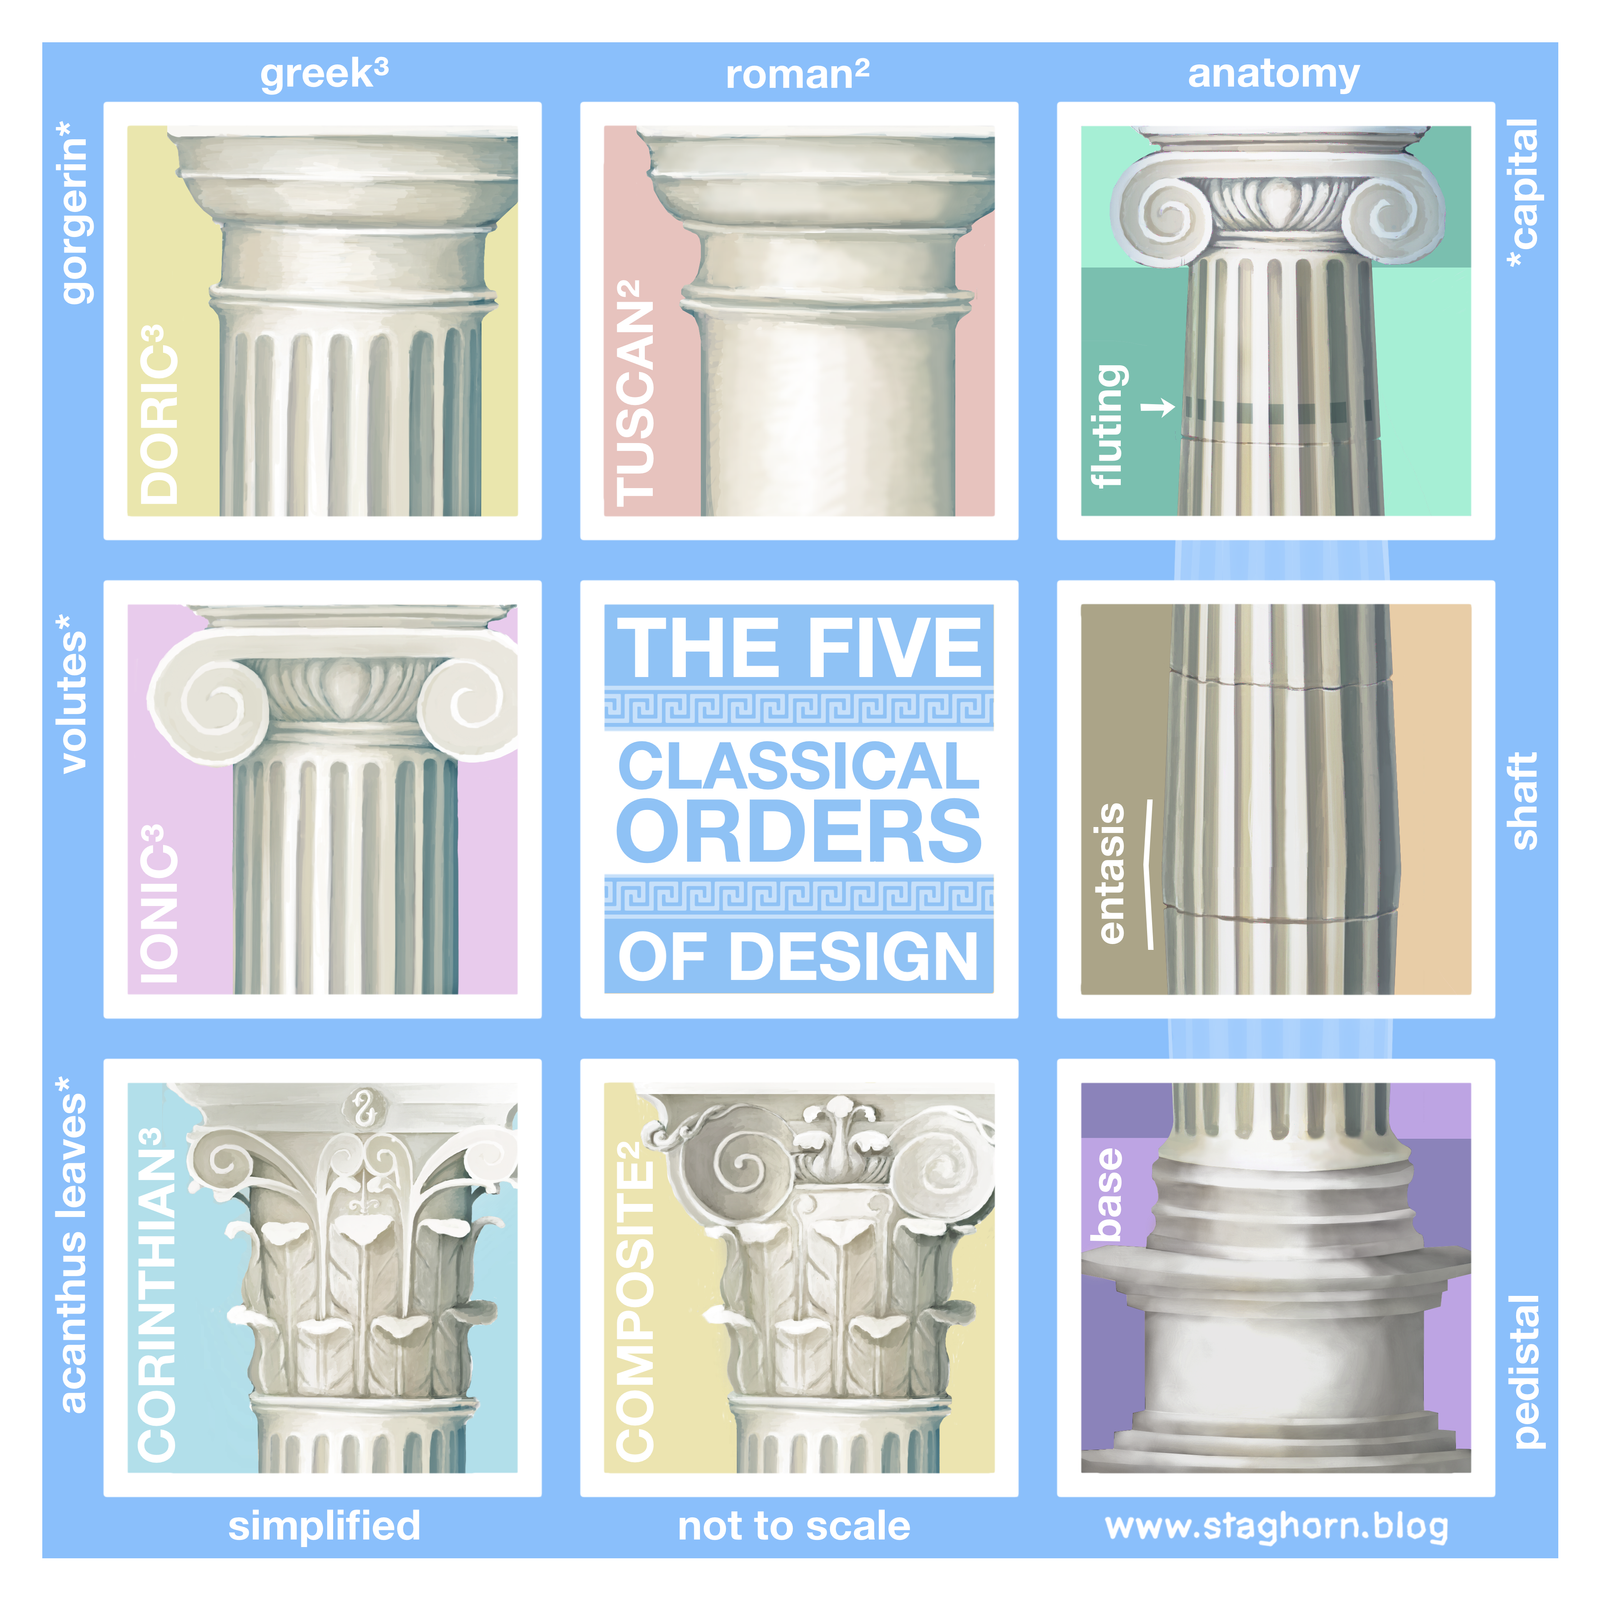 greek³
roman²
anatomy
gorgerin*
DORIC³
TUSCAN²
fluting
*capital
volutes*
IONIC³
THE FIVE
CLASSICAL
ORDERS
OF DESIGN
entasis
shaft
acanthus leaves*
CORINTHIAN³
COMPOSITE²
base
pedistal
simplified
not to scale
www.staghorn.blog